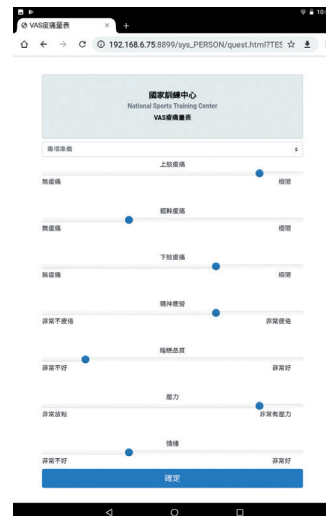 10:
VAS痠痛量表 × +
192.168.6.75:8899/sys_PERSON/quest.html?TES
國家訓練中心
National Sports Training Center
VAS痠痛量表
專項準備
上肢痠痛
無痠痛 極限
軀幹痠痛
無痠痛 極限
下肢痠痛
無痠痛 極限
精神疲勞
非常不疲倦 非常疲倦
睡眠品質
非常不好 非常好
壓力
非常放鬆 非常有壓力
情緒
非常不好 非常好
確定